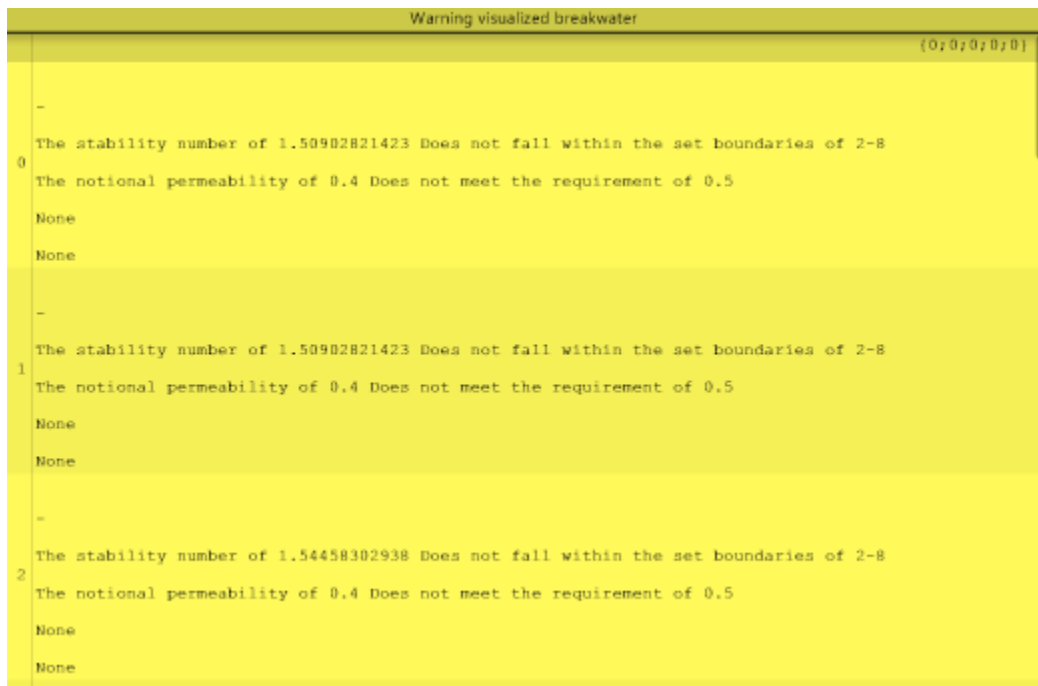 Warning visualized breakwater
{0;0;0;0;0}
-
The stability number of 1.50902821423 Does not fall within the set boundaries of 2-8
0
The notional permeability of 0.4 Does not meet the requirement of 0.5
None
None
-
The stability number of 1.50902821423 Does not fall within the set boundaries of 2-8
1
The notional permeability of 0.4 Does not meet the requirement of 0.5
None
None
-
The stability number of 1.54458302938 Does not fall within the set boundaries of 2-8
2
The notional permeability of 0.4 Does not meet the requirement of 0.5
None
None